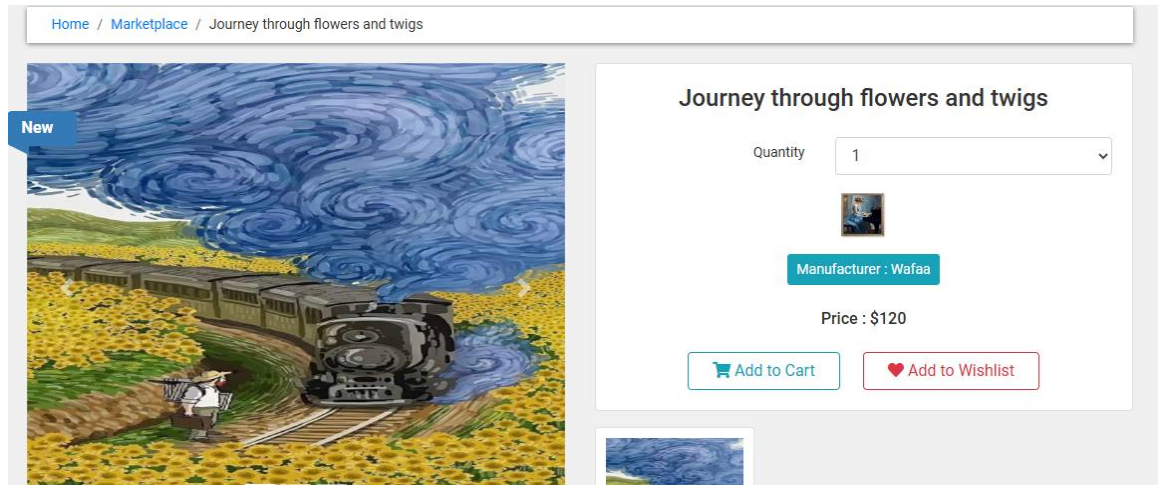 Home / Marketplace / Journey through flowers and twigs
New
Journey through flowers and twigs
Quantity 1
Manufacturer : Wafaa
Price : $120
Add to Cart Add to Wishlist